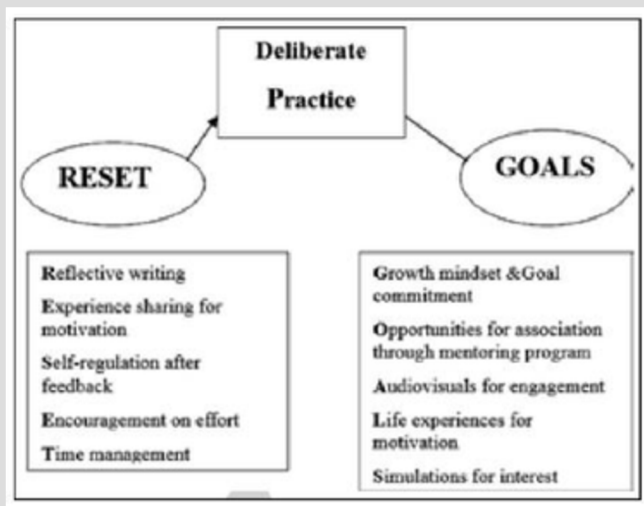 Deliberate
Practice
RESET
GOALS
Reflective writing
Experience sharing for
motivation
Self-regulation after
feedback
Encouragement on effort
Time management
Growth mindset &Goal
commitment
Opportunities for association
through mentoring program
Audiovisuals for engagement
Life experiences for
motivation
Simulations for interest